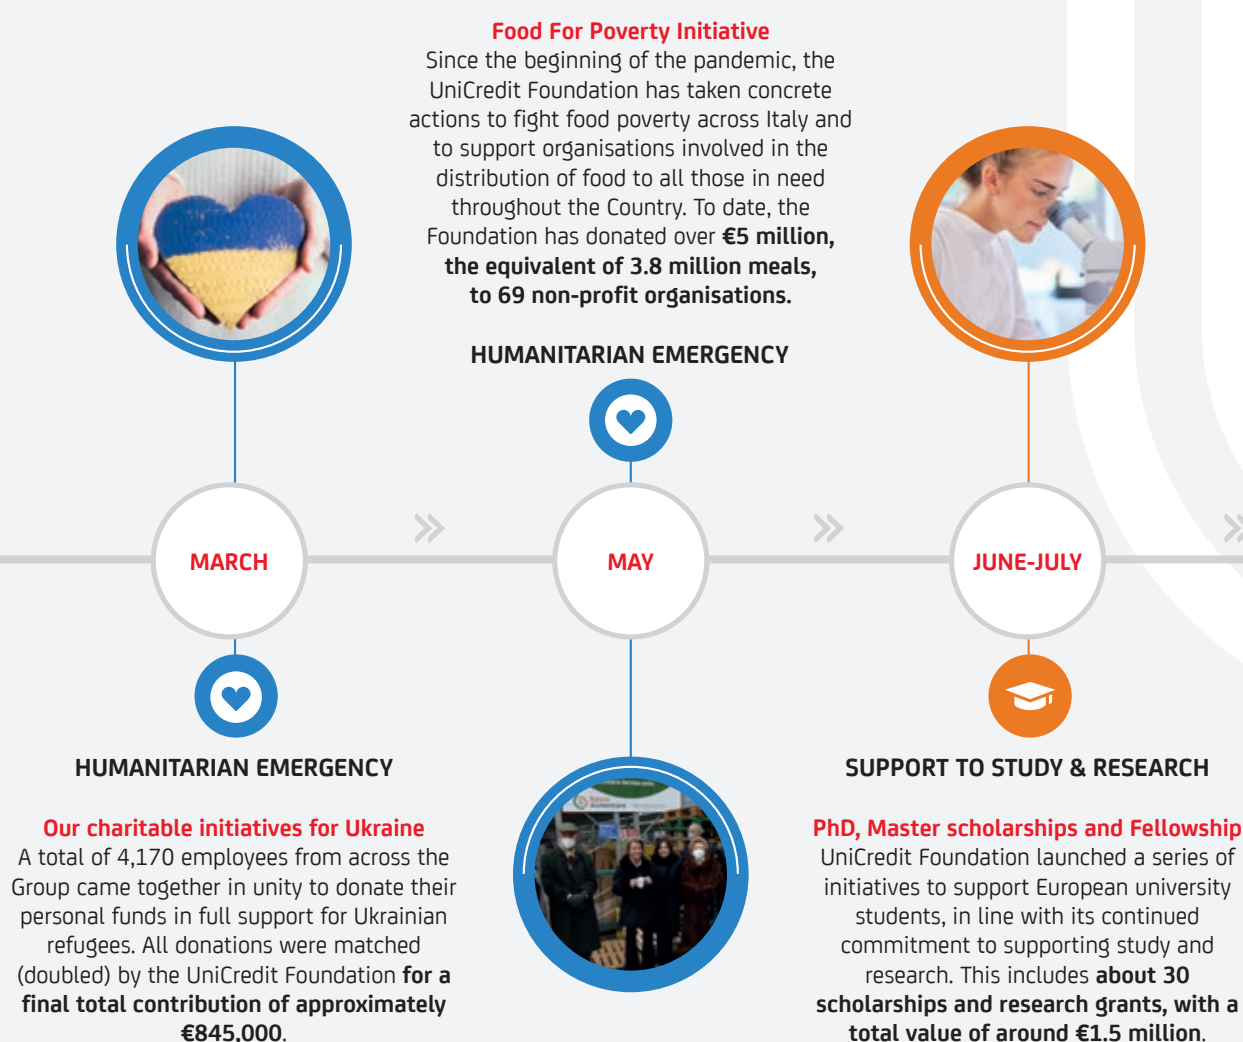 Food For Poverty Initiative
Since the beginning of the pandemic, the
UniCredit Foundation has taken concrete
actions to fight food poverty across Italy and
to support organisations involved in the
distribution of food to all those in need
throughout the Country. To date, the
Foundation has donated over €5 million,
the equivalent of 3.8 million meals,
to 69 non-profit organisations.
HUMANITARIAN EMERGENCY
MARCH
MAY
JUNE-JULY
HUMANITARIAN EMERGENCY
Our charitable initiatives for Ukraine
A total of 4,170 employees from across the
Group came together in unity to donate their
personal funds in full support for Ukrainian
refugees. All donations were matched
(doubled) by the UniCredit Foundation for a
final total contribution of approximately
€845,000.
SUPPORT TO STUDY & RESEARCH
PhD, Master scholarships and Fellowship
UniCredit Foundation launched a series of
initiatives to support European university
students, in line with its continued
commitment to supporting study and
research. This includes about 30
scholarships and research grants, with a
total value of around €1.5 million.